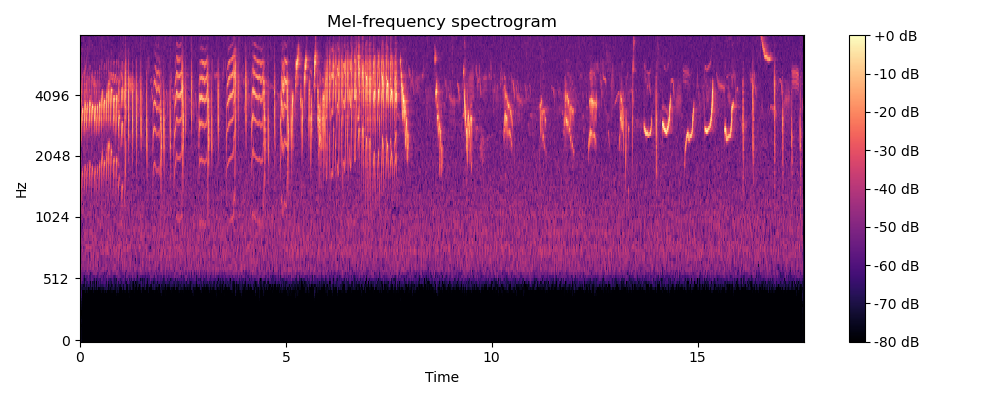 Mel-frequency spectrogram
Hz
4096
2048
1024
512
0
0 5 10 15
Time
+0 dB
-10 dB
-20 dB
-30 dB
-40 dB
-50 dB
-60 dB
-70 dB
-80 dB